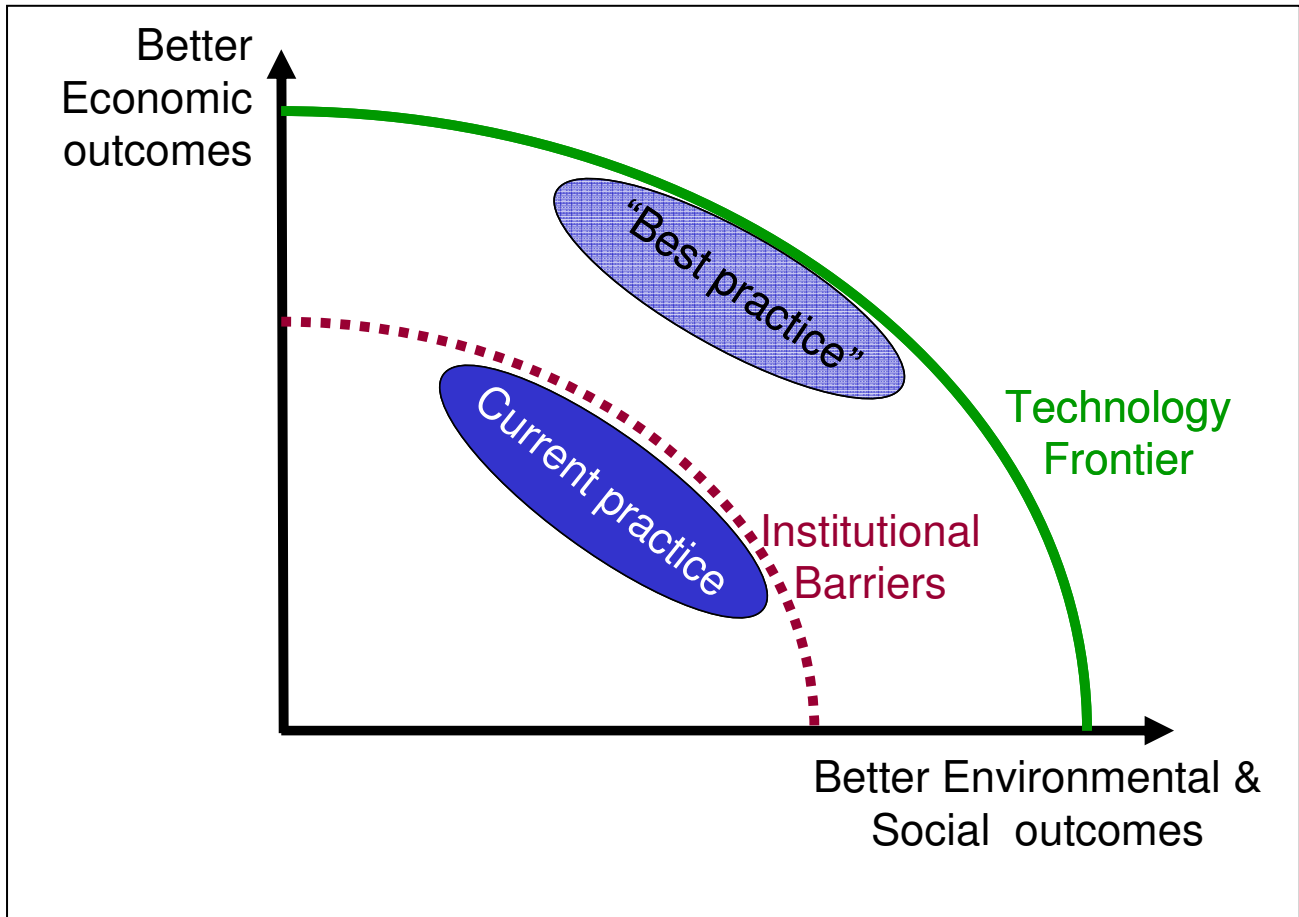 Better
Economic
outcomes
“Best practice”
Current practice
Technology
Frontier
Institutional
Barriers
Better Environmental &
Social outcomes